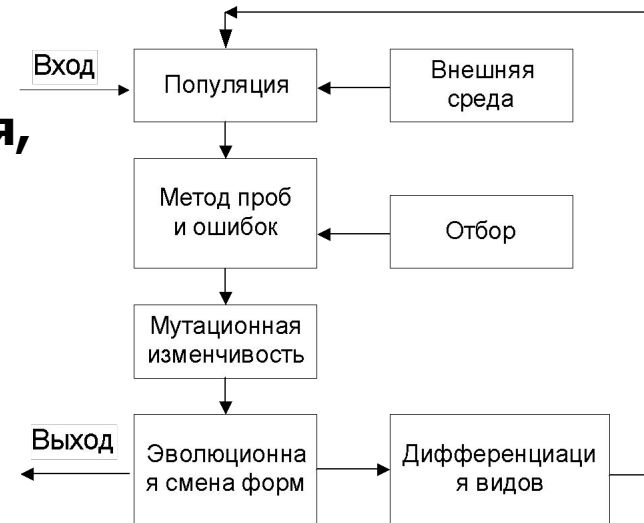 Вход
Популяция
Внешняя
среда
я,
Метод проб
и ошибок
Отбор
Мутационная
изменчивость
Выход
Эволюционна
я смена форм
Дифференциаци
я видов